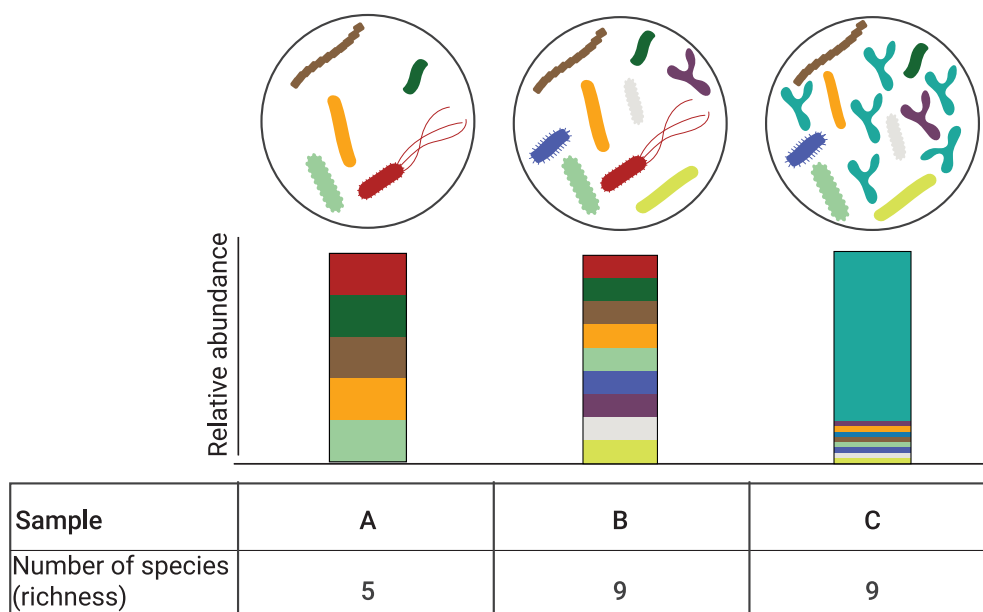 Relative abundance
Sample A B C
Number of species
(richness) 5 9 9